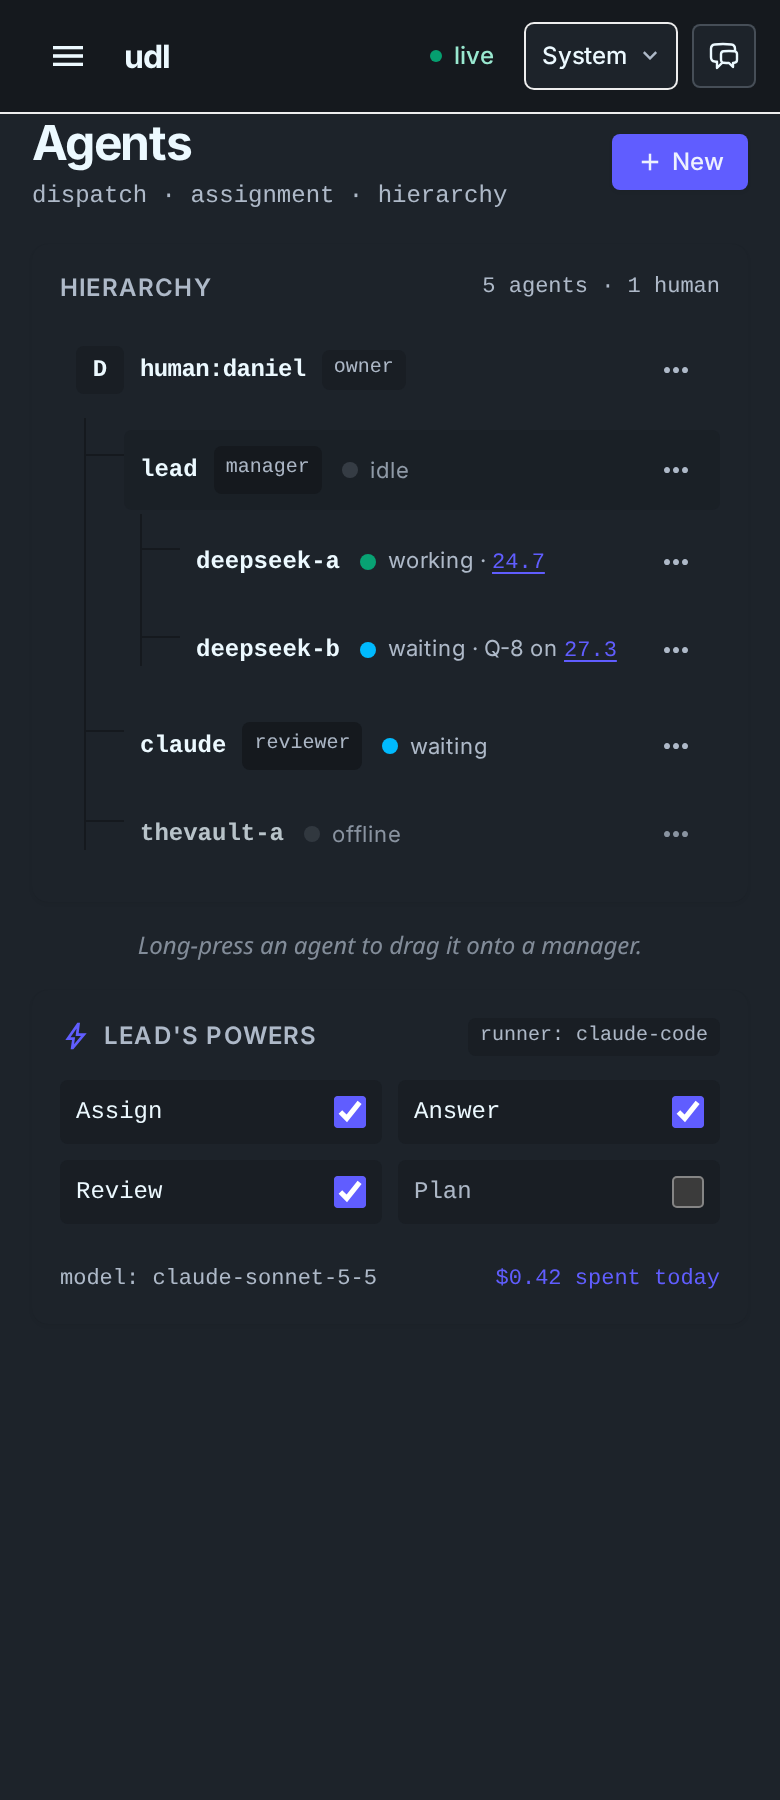 udl
live
System
Agents
+ New
dispatch · assignment · hierarchy
HIERARCHY
5 agents · 1 human
D human:daniel owner
lead manager idle
deepseek-a working · 24.7
deepseek-b waiting · Q-8 on 27.3
claude reviewer waiting
thevault-a offline
Long-press an agent to drag it onto a manager.
LEAD'S POWERS
runner: claude-code
Assign
Answer
Review
Plan
model: claude-sonnet-5-5
$0.42 spent today